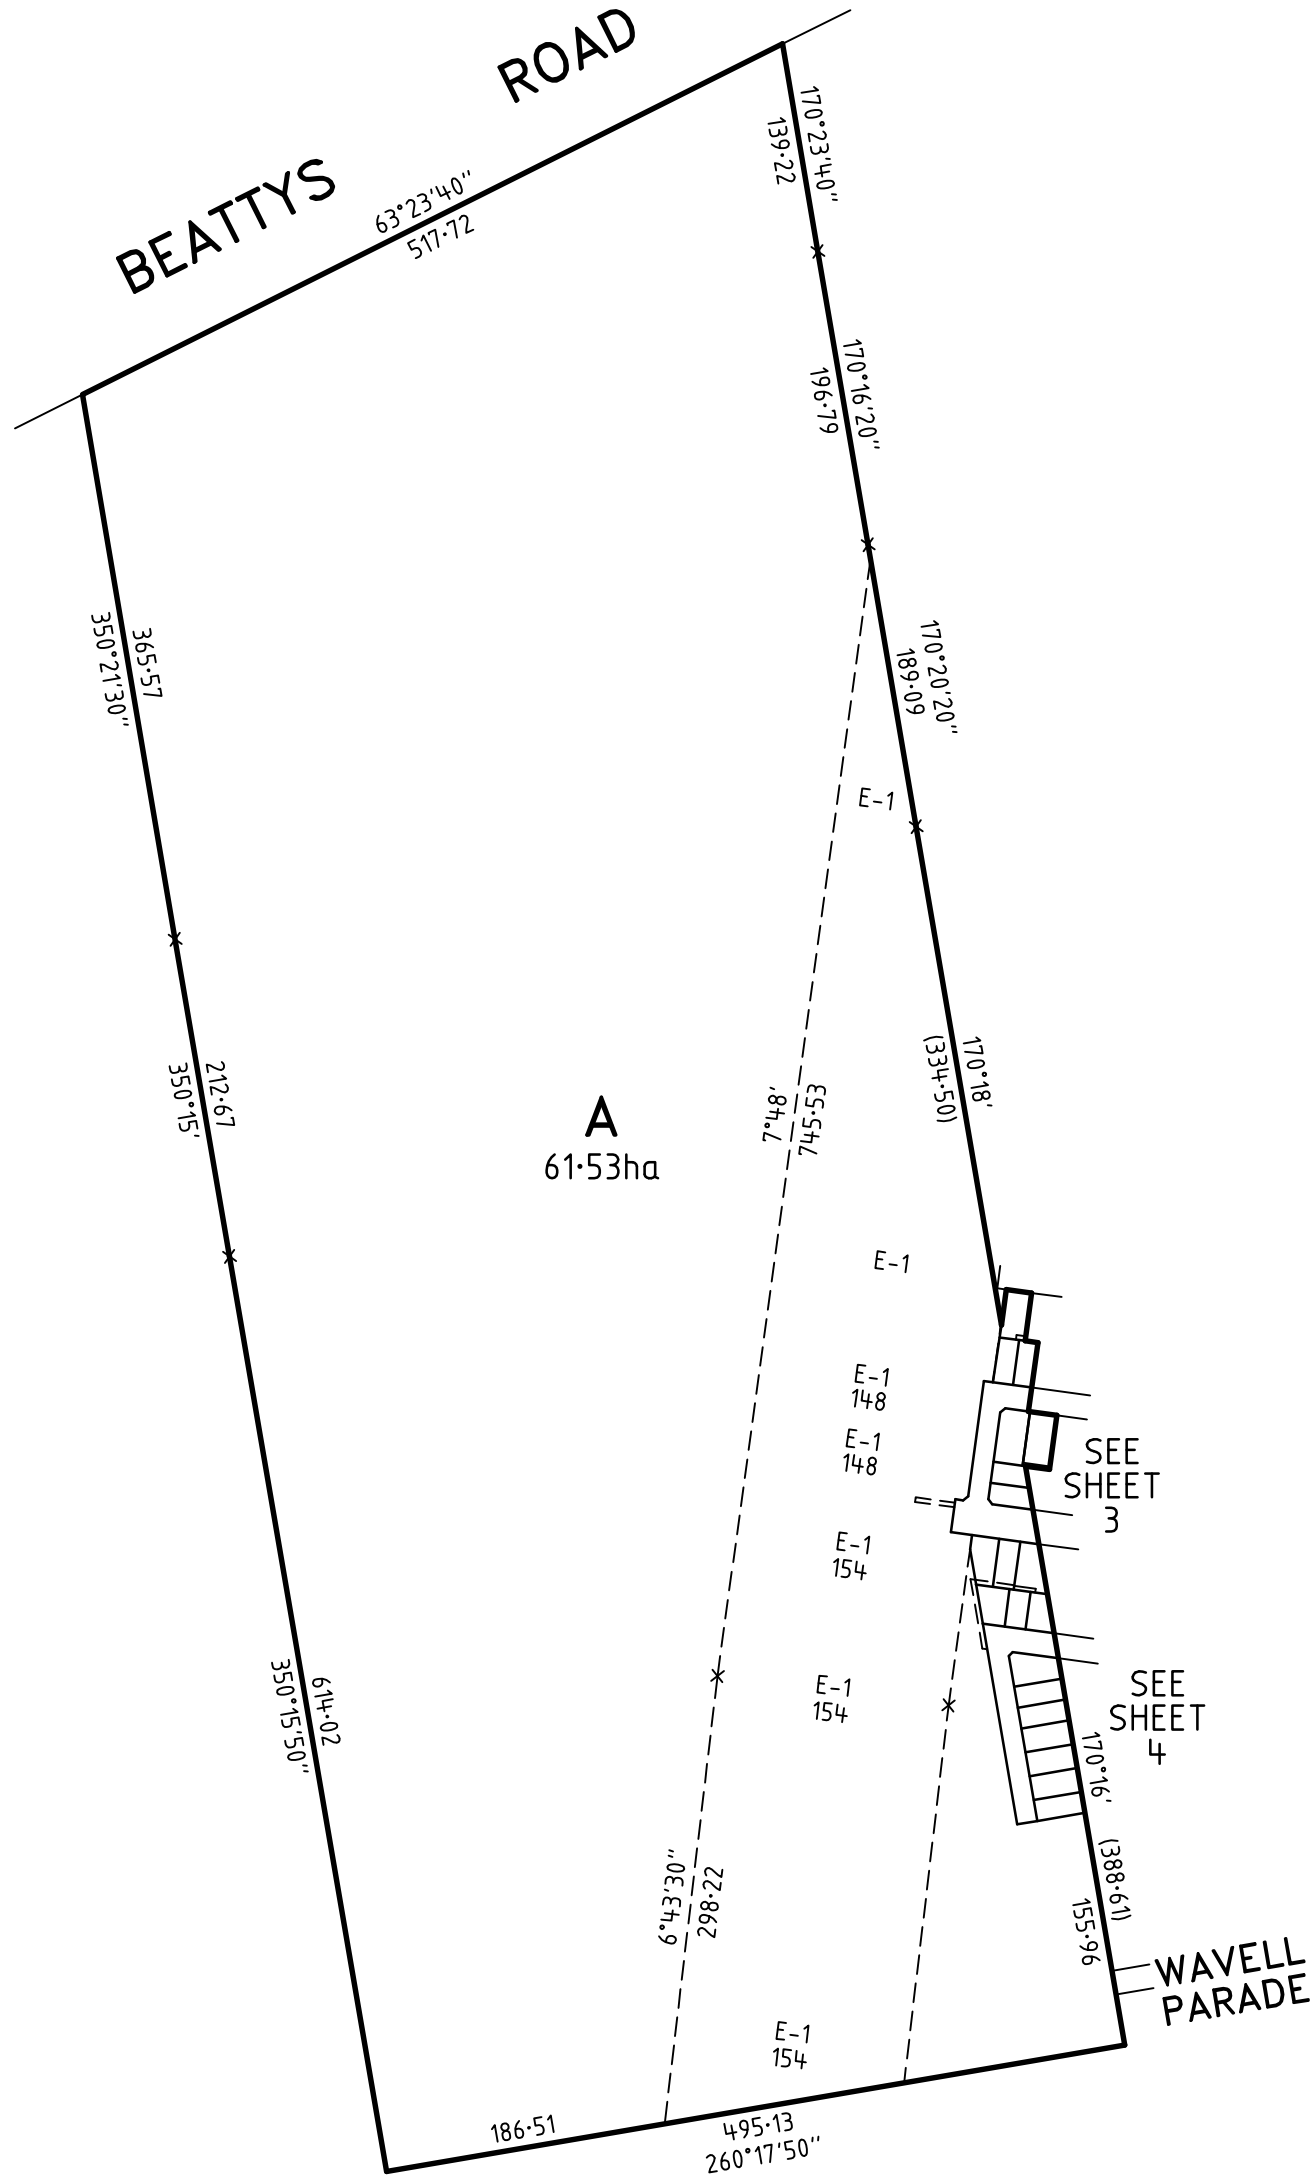 BEATTYS ROAD
63°23'40"
517·72
170°23'40"
139·22
170°16'20"
196·79
170°20'20"
189·09
E-1
365·57
350°21'30"
170°18'
(334·50)
212·67
350°15'
7°48'
745·53
A
61·53ha
E-1
E-1
148
E-1
148
SEE
SHEET
3
E-1
154
E-1
154
SEE
SHEET
4
614·02
350°15'50"
170°16'
(388·61)
155·96
6°43'30"
298·22
WAVELL
PARADE
E-1
154
186·51
495·13
260°17'50"